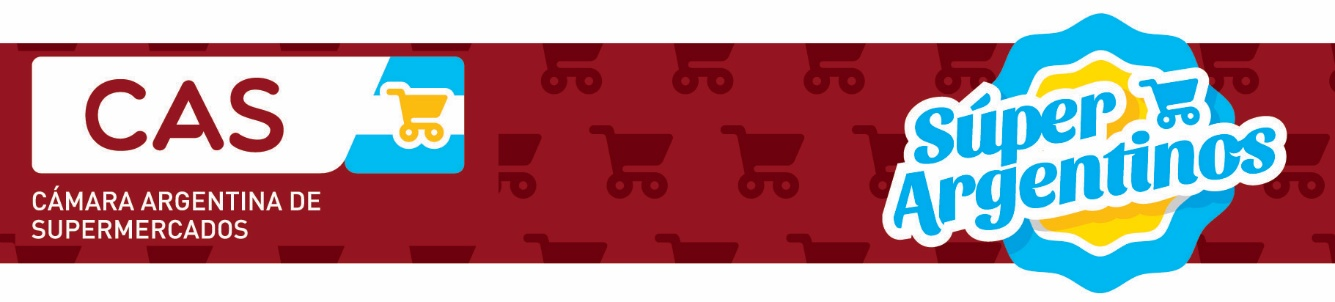 CAS
CÁMARA ARGENTINA DE
SUPERMERCADOS
Súper
Argentinos